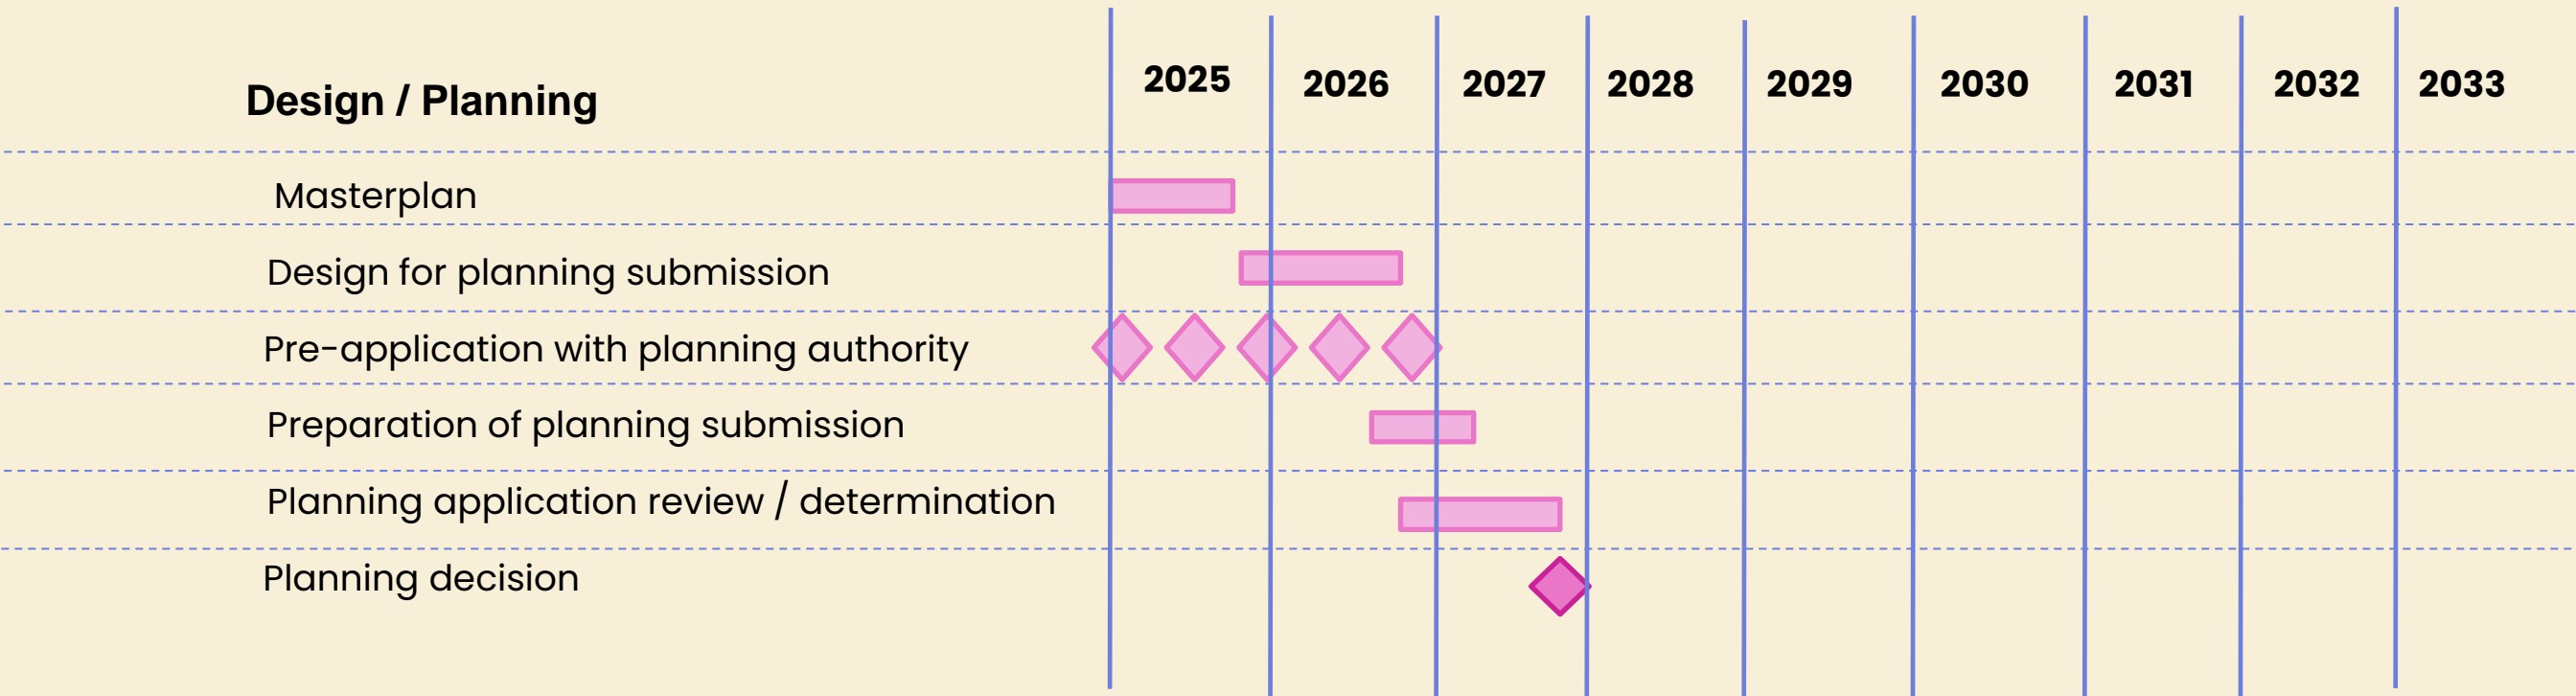 Design / Planning
2025 2026 2027 2028 2029 2030 2031 2032 2033
Masterplan
Design for planning submission
Pre-application with planning authority
Preparation of planning submission
Planning application review / determination
Planning decision